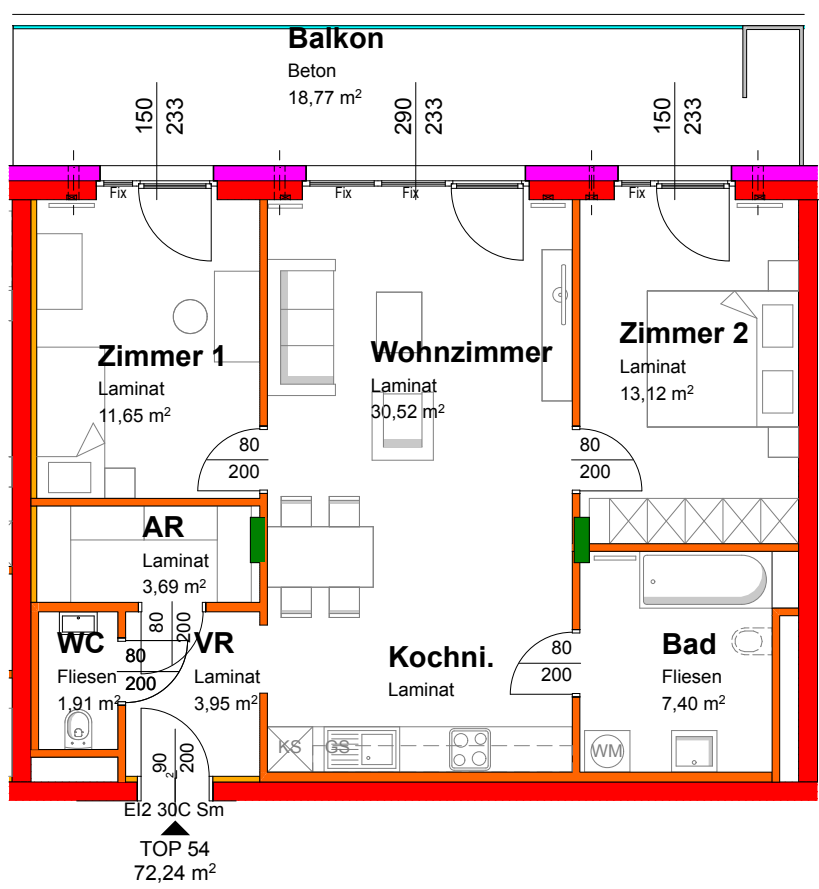 Balkon
Beton
18,77 m²
150
233
290
233
150
233
Fix
Fix
Fix
Fix
Zimmer 1
Laminat
11,65 m²
Wohnzimmer
Laminat
30,52 m²
Zimmer 2
Laminat
13,12 m²
80
200
80
200
AR
Laminat
3,69 m²
80
200
WC
Fliesen
1,91 m²
80
200
VR
Laminat
3,95 m²
Kochni.
Laminat
80
200
Bad
Fliesen
7,40 m²
KS
GS
WM
90
2
200
EI2 30C Sm
TOP 54
72,24 m²